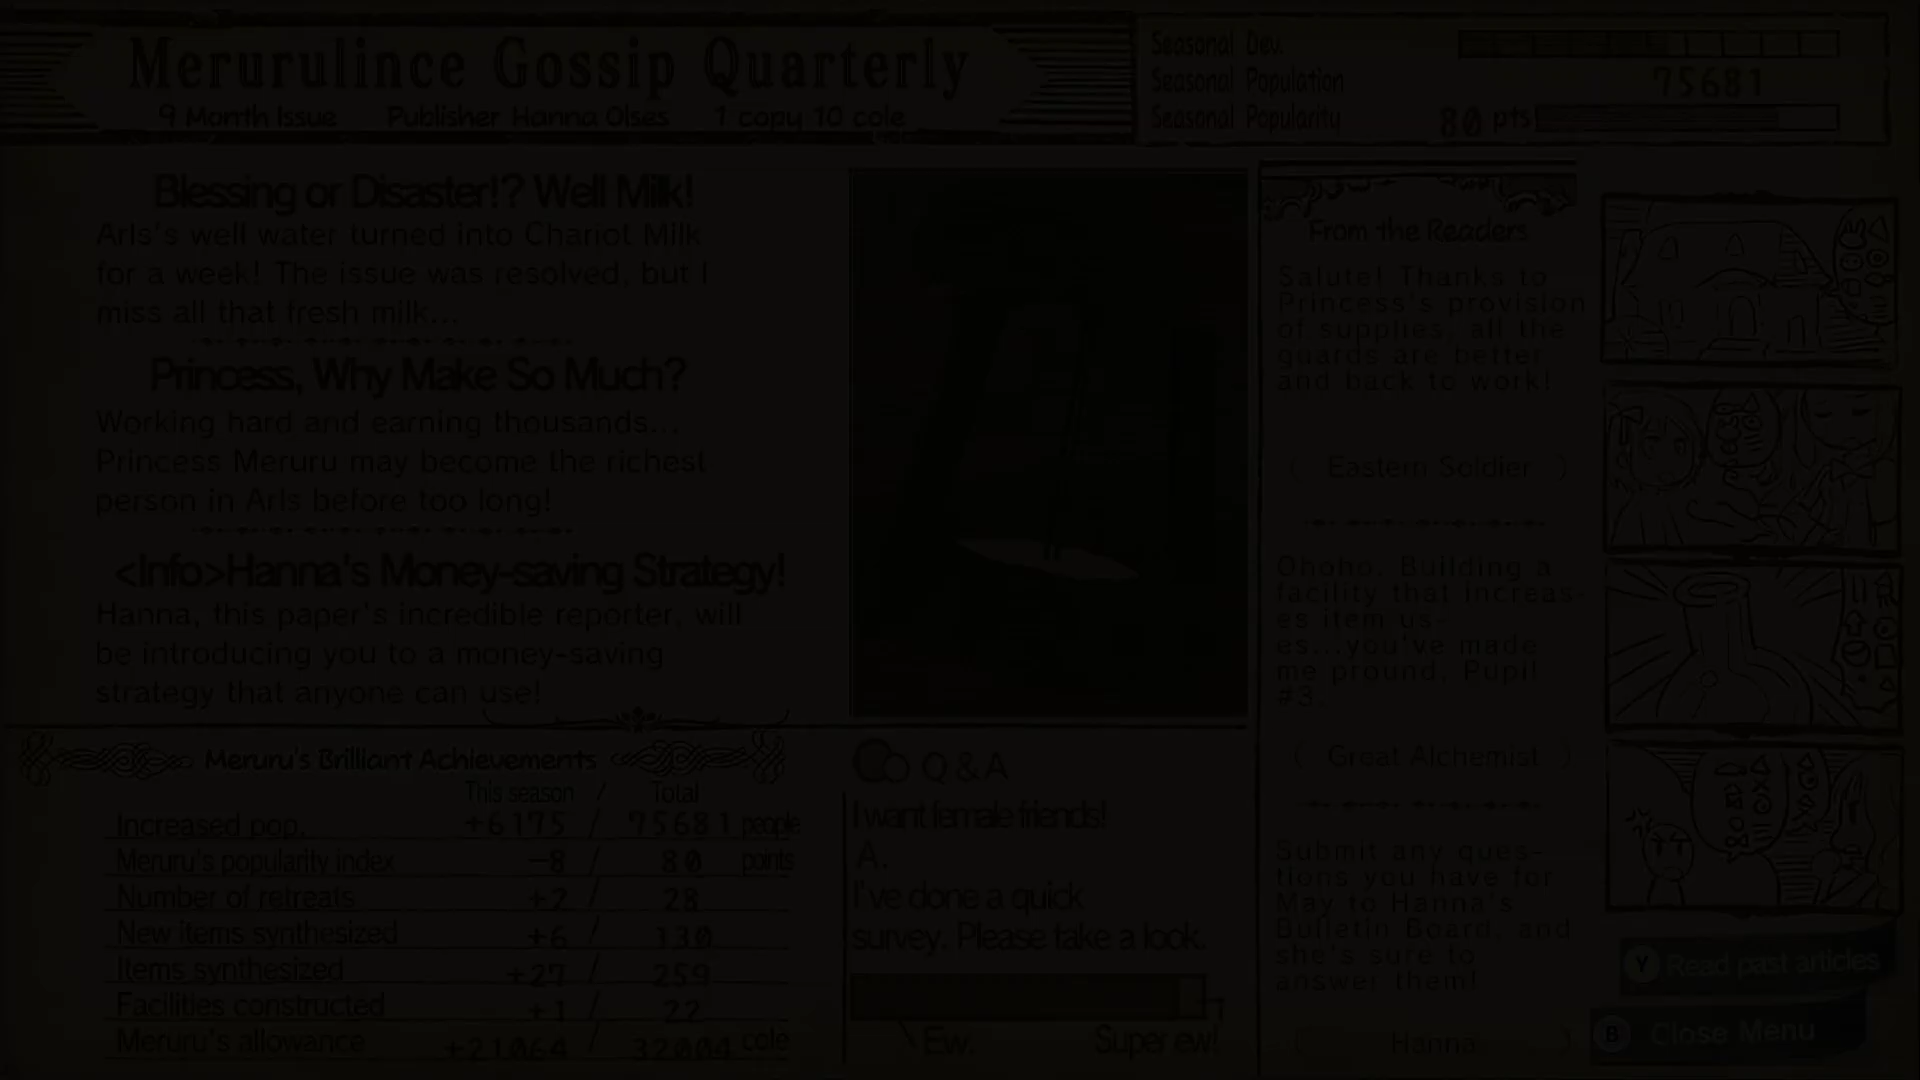 Merurulince Gossip Quarterly
9 Month Issue Publisher Hanna Olses 1 copy 10 cole
Seasonal Dev.
Seasonal Population 75681
Seasonal Popularity 80 pts
Blessing or Disaster!? Well Milk!
Arls's well water turned into Chariot Milk
for a week! The issue was resolved, but I
miss all that fresh milk...
Princess, Why Make So Much?
Working hard and earning thousands...
Princess Meruru may become the richest
person in Arls before too long!
<Info>Hanna's Money-saving Strategy!
Hanna, this paper's incredible reporter, will
be introducing you to a money-saving
strategy that anyone can use!
Meruru's Brilliant Achievements
This season / Total
Increased pop. +6175 / 75681 people
Meruru's popularity index -8 / 80 points
Number of retreats +2 / 28
New items synthesized +6 / 130
Items synthesized +27 / 259
Facilities constructed +1 / 22
Meruru's allowance +21064 / 32004 cole
Q & A
I want female friends!
A.
I've done a quick
survey. Please take a look.
Ew. Super ew!
From the Readers
Salute! Thanks to
Princess's provision
of supplies, all the
guards are better
and back to work!
( Eastern Soldier )
Ohoho. Building a
facility that increas-
es item us-
es...you've made
me pround, Pupil
#3.
( Great Alchemist )
Submit any ques-
tions you have for
May to Hanna's
Bulletin Board, and
she's sure to
answer them!
( Hanna )
Y Read past articles
B Close Menu